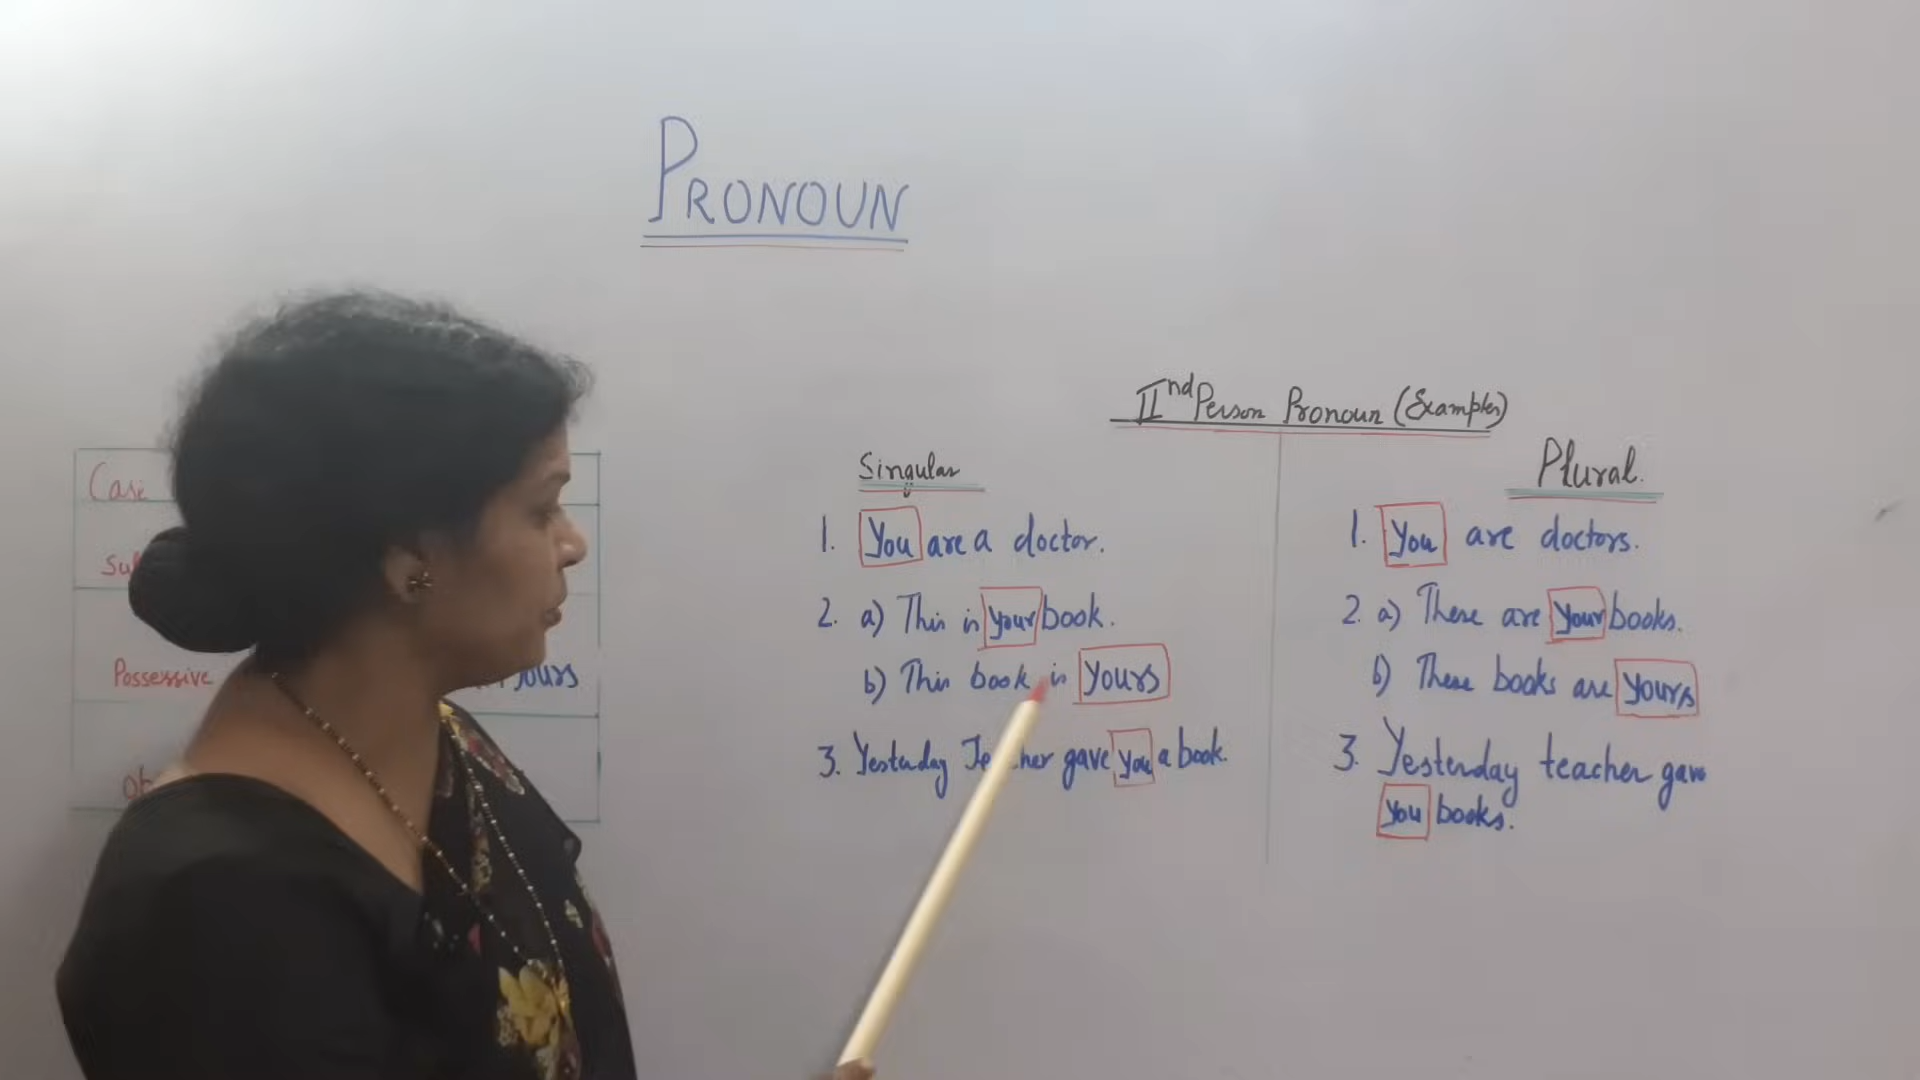 PRONOUN
IInd Person Pronoun (Examples)
Case
Possessive
yours
Singular
1. You are a doctor.
2. a) This is your book.
b) This book is yours
3. Yesterday gave you a book.
Plural.
1. You are doctors.
2. a) These are your books.
b) These books are yours
3. Yesterday teacher gave
you books.